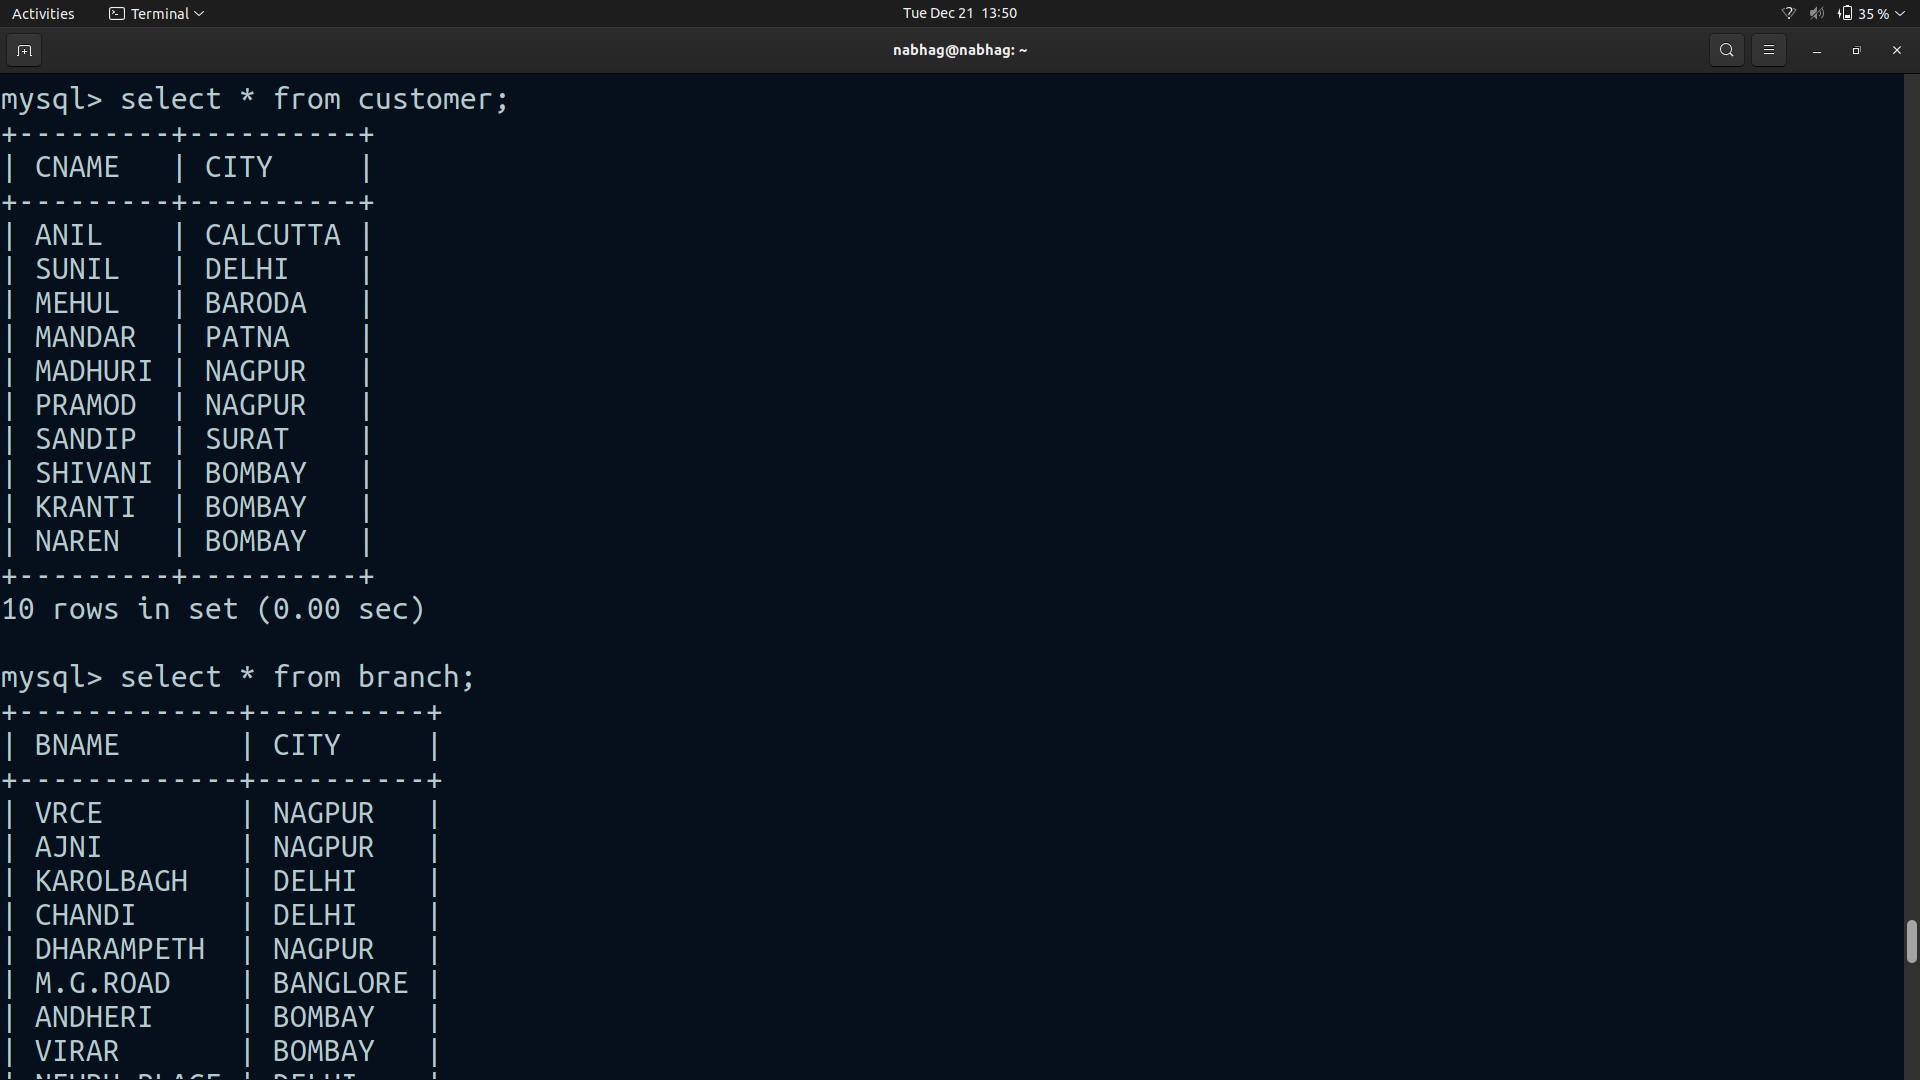 Activities Terminal Tue Dec 21 13:50 35 %
nabhag@nabhag: ~
mysql> select * from customer;
+---------+----------+
| CNAME   | CITY     |
+---------+----------+
| ANIL    | CALCUTTA |
| SUNIL   | DELHI    |
| MEHUL   | BARODA   |
| MANDAR  | PATNA    |
| MADHURI | NAGPUR   |
| PRAMOD  | NAGPUR   |
| SANDIP  | SURAT    |
| SHIVANI | BOMBAY   |
| KRANTI  | BOMBAY   |
| NAREN   | BOMBAY   |
+---------+----------+
10 rows in set (0.00 sec)
mysql> select * from branch;
+-------------+----------+
| BNAME       | CITY     |
+-------------+----------+
| VRCE        | NAGPUR   |
| AJNI        | NAGPUR   |
| KAROLBAGH   | DELHI    |
| CHANDI      | DELHI    |
| DHARAMPETH  | NAGPUR   |
| M.G.ROAD    | BANGLORE |
| ANDHERI     | BOMBAY   |
| VIRAR       | BOMBAY   |